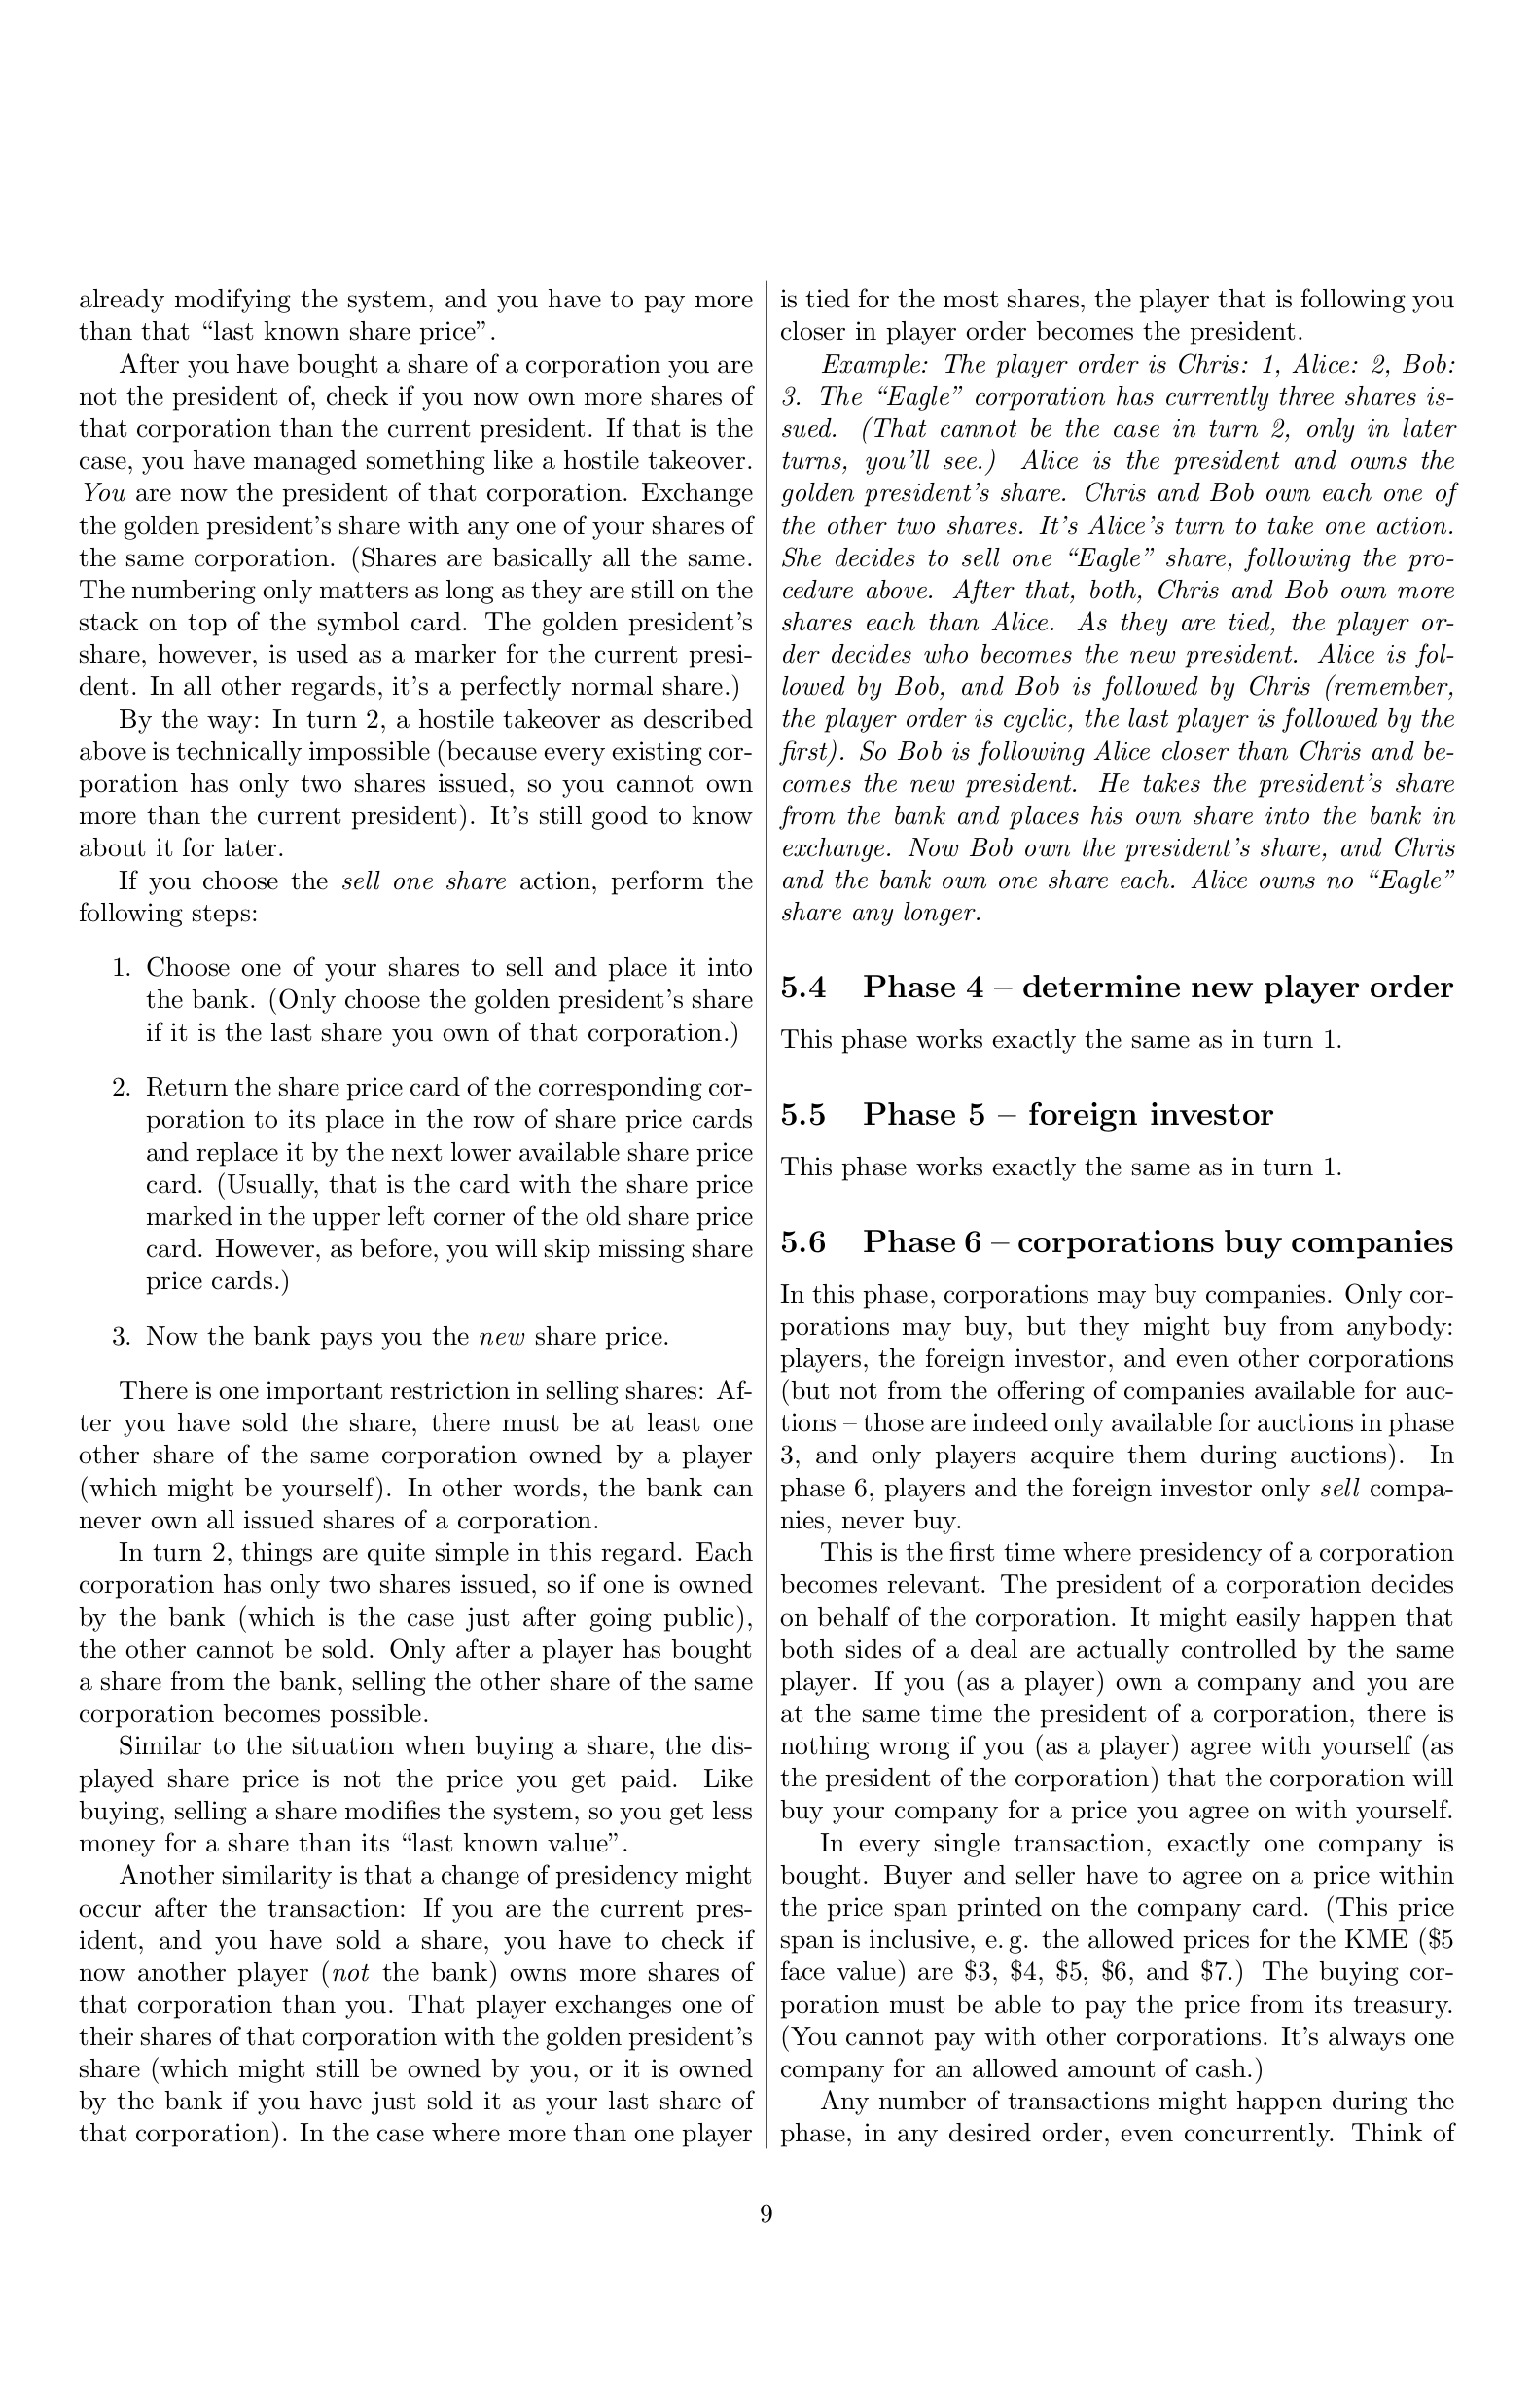 already modifying the system, and you have to pay more
than that “last known share price”.
After you have bought a share of a corporation you are
not the president of, check if you now own more shares of
that corporation than the current president. If that is the
case, you have managed something like a hostile takeover.
You are now the president of that corporation. Exchange
the golden president’s share with any one of your shares of
the same corporation. (Shares are basically all the same.
The numbering only matters as long as they are still on the
stack on top of the symbol card. The golden president’s
share, however, is used as a marker for the current presi-
dent. In all other regards, it’s a perfectly normal share.)
By the way: In turn 2, a hostile takeover as described
above is technically impossible (because every existing cor-
poration has only two shares issued, so you cannot own
more than the current president). It’s still good to know
about it for later.
If you choose the sell one share action, perform the
following steps:
1. Choose one of your shares to sell and place it into
the bank. (Only choose the golden president’s share
if it is the last share you own of that corporation.)
2. Return the share price card of the corresponding cor-
poration to its place in the row of share price cards
and replace it by the next lower available share price
card. (Usually, that is the card with the share price
marked in the upper left corner of the old share price
card. However, as before, you will skip missing share
price cards.)
3. Now the bank pays you the new share price.
There is one important restriction in selling shares: Af-
ter you have sold the share, there must be at least one
other share of the same corporation owned by a player
(which might be yourself). In other words, the bank can
never own all issued shares of a corporation.
In turn 2, things are quite simple in this regard. Each
corporation has only two shares issued, so if one is owned
by the bank (which is the case just after going public),
the other cannot be sold. Only after a player has bought
a share from the bank, selling the other share of the same
corporation becomes possible.
Similar to the situation when buying a share, the dis-
played share price is not the price you get paid. Like
buying, selling a share modifies the system, so you get less
money for a share than its “last known value”.
Another similarity is that a change of presidency might
occur after the transaction: If you are the current pres-
ident, and you have sold a share, you have to check if
now another player (not the bank) owns more shares of
that corporation than you. That player exchanges one of
their shares of that corporation with the golden president’s
share (which might still be owned by you, or it is owned
by the bank if you have just sold it as your last share of
that corporation). In the case where more than one player
is tied for the most shares, the player that is following you
closer in player order becomes the president.
Example: The player order is Chris: 1, Alice: 2, Bob:
3. The “Eagle” corporation has currently three shares is-
sued. (That cannot be the case in turn 2, only in later
turns, you’ll see.) Alice is the president and owns the
golden president’s share. Chris and Bob own each one of
the other two shares. It’s Alice’s turn to take one action.
She decides to sell one “Eagle” share, following the pro-
cedure above. After that, both, Chris and Bob own more
shares each than Alice. As they are tied, the player or-
der decides who becomes the new president. Alice is fol-
lowed by Bob, and Bob is followed by Chris (remember,
the player order is cyclic, the last player is followed by the
first). So Bob is following Alice closer than Chris and be-
comes the new president. He takes the president’s share
from the bank and places his own share into the bank in
exchange. Now Bob own the president’s share, and Chris
and the bank own one share each. Alice owns no “Eagle”
share any longer.
5.4 Phase 4 – determine new player order
This phase works exactly the same as in turn 1.
5.5 Phase 5 – foreign investor
This phase works exactly the same as in turn 1.
5.6 Phase 6 – corporations buy companies
In this phase, corporations may buy companies. Only cor-
porations may buy, but they might buy from anybody:
players, the foreign investor, and even other corporations
(but not from the offering of companies available for auc-
tions – those are indeed only available for auctions in phase
3, and only players acquire them during auctions). In
phase 6, players and the foreign investor only sell compa-
nies, never buy.
This is the first time where presidency of a corporation
becomes relevant. The president of a corporation decides
on behalf of the corporation. It might easily happen that
both sides of a deal are actually controlled by the same
player. If you (as a player) own a company and you are
at the same time the president of a corporation, there is
nothing wrong if you (as a player) agree with yourself (as
the president of the corporation) that the corporation will
buy your company for a price you agree on with yourself.
In every single transaction, exactly one company is
bought. Buyer and seller have to agree on a price within
the price span printed on the company card. (This price
span is inclusive, e. g. the allowed prices for the KME ($5
face value) are $3, $4, $5, $6, and $7.) The buying cor-
poration must be able to pay the price from its treasury.
(You cannot pay with other corporations. It’s always one
company for an allowed amount of cash.)
Any number of transactions might happen during the
phase, in any desired order, even concurrently. Think of
9